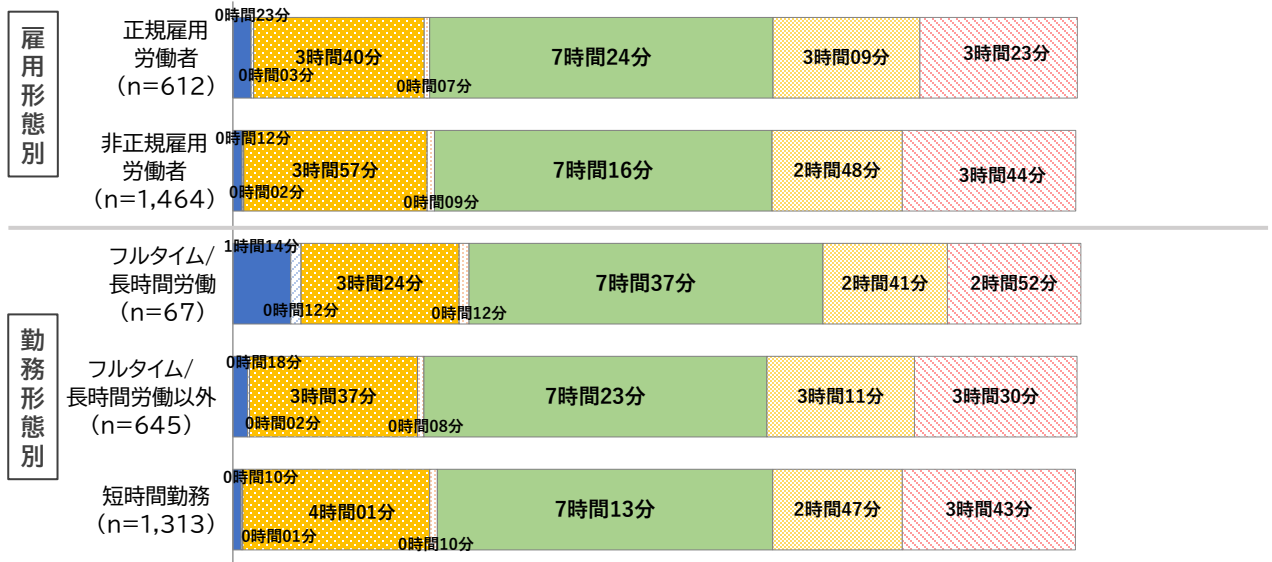 雇用形態別
正規雇用
労働者
(n=612)
0時間23分
0時間03分
3時間40分
0時間07分
7時間24分
3時間09分
3時間23分
非正規雇用
労働者
(n=1,464)
0時間12分
0時間02分
3時間57分
0時間09分
7時間16分
2時間48分
3時間44分
勤務形態別
フルタイム/
長時間労働
(n=67)
1時間14分
0時間12分
3時間24分
0時間12分
7時間37分
2時間41分
2時間52分
フルタイム/
長時間労働以外
(n=645)
0時間18分
0時間02分
3時間37分
0時間08分
7時間23分
3時間11分
3時間30分
短時間勤務
(n=1,313)
0時間10分
0時間01分
4時間01分
0時間10分
7時間13分
2時間47分
3時間43分